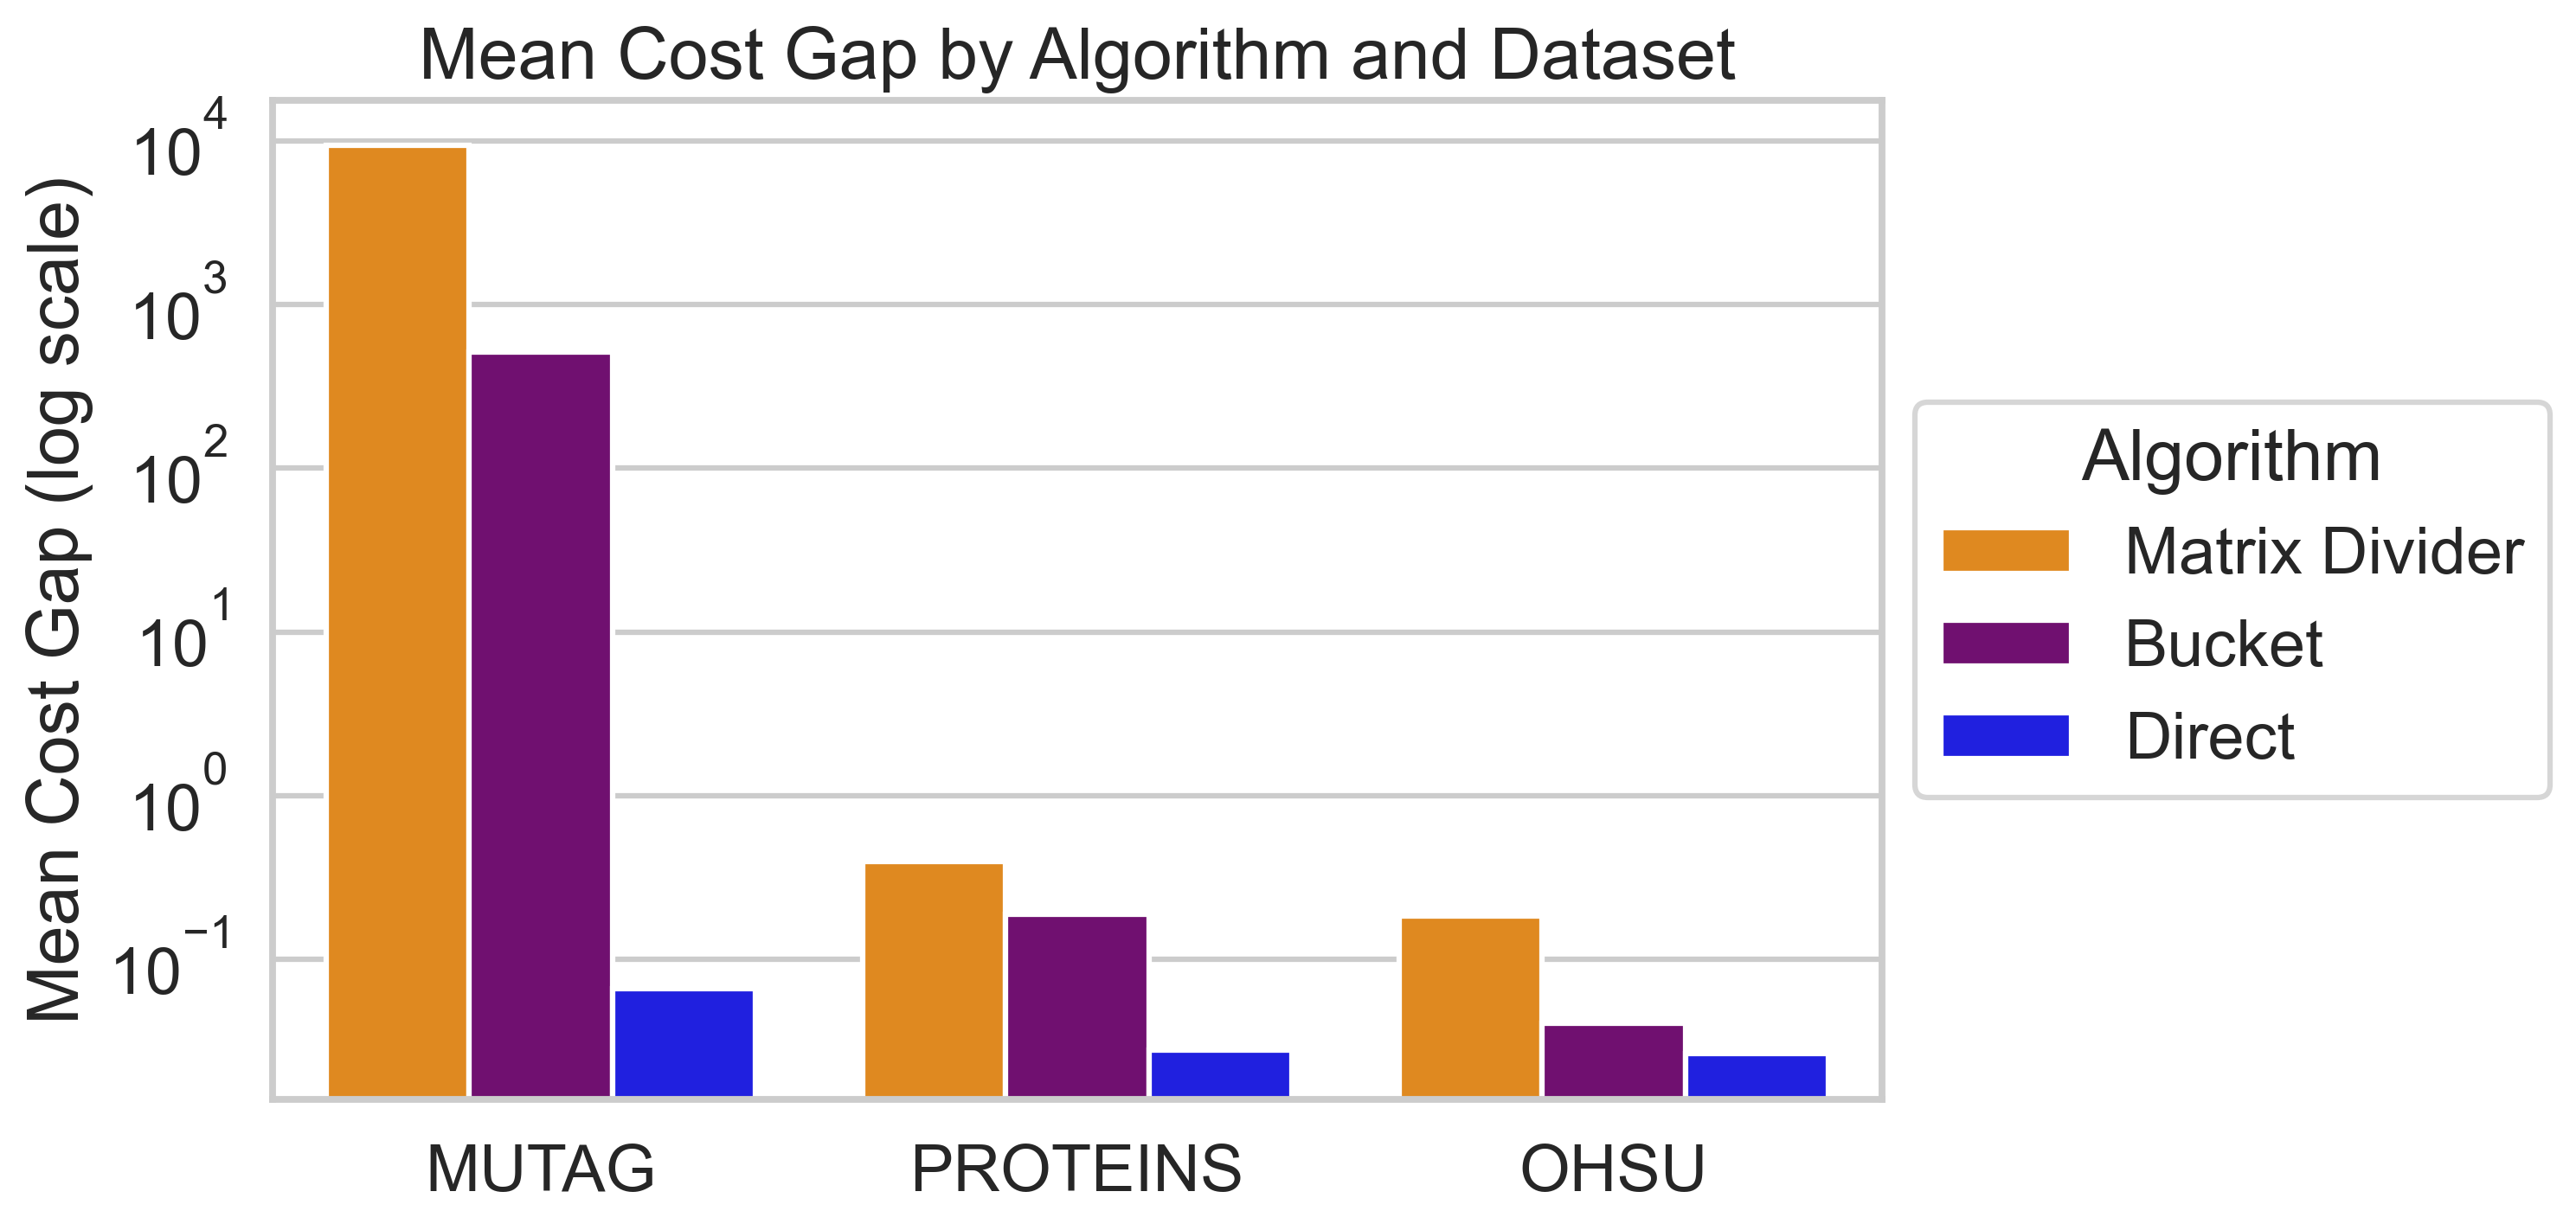 Mean Cost Gap by Algorithm and Dataset
Mean Cost Gap (log scale)
10^4
10^3
10^2
10^1
10^0
10^−1
MUTAG
PROTEINS
OHSU
Algorithm
Matrix Divider
Bucket
Direct